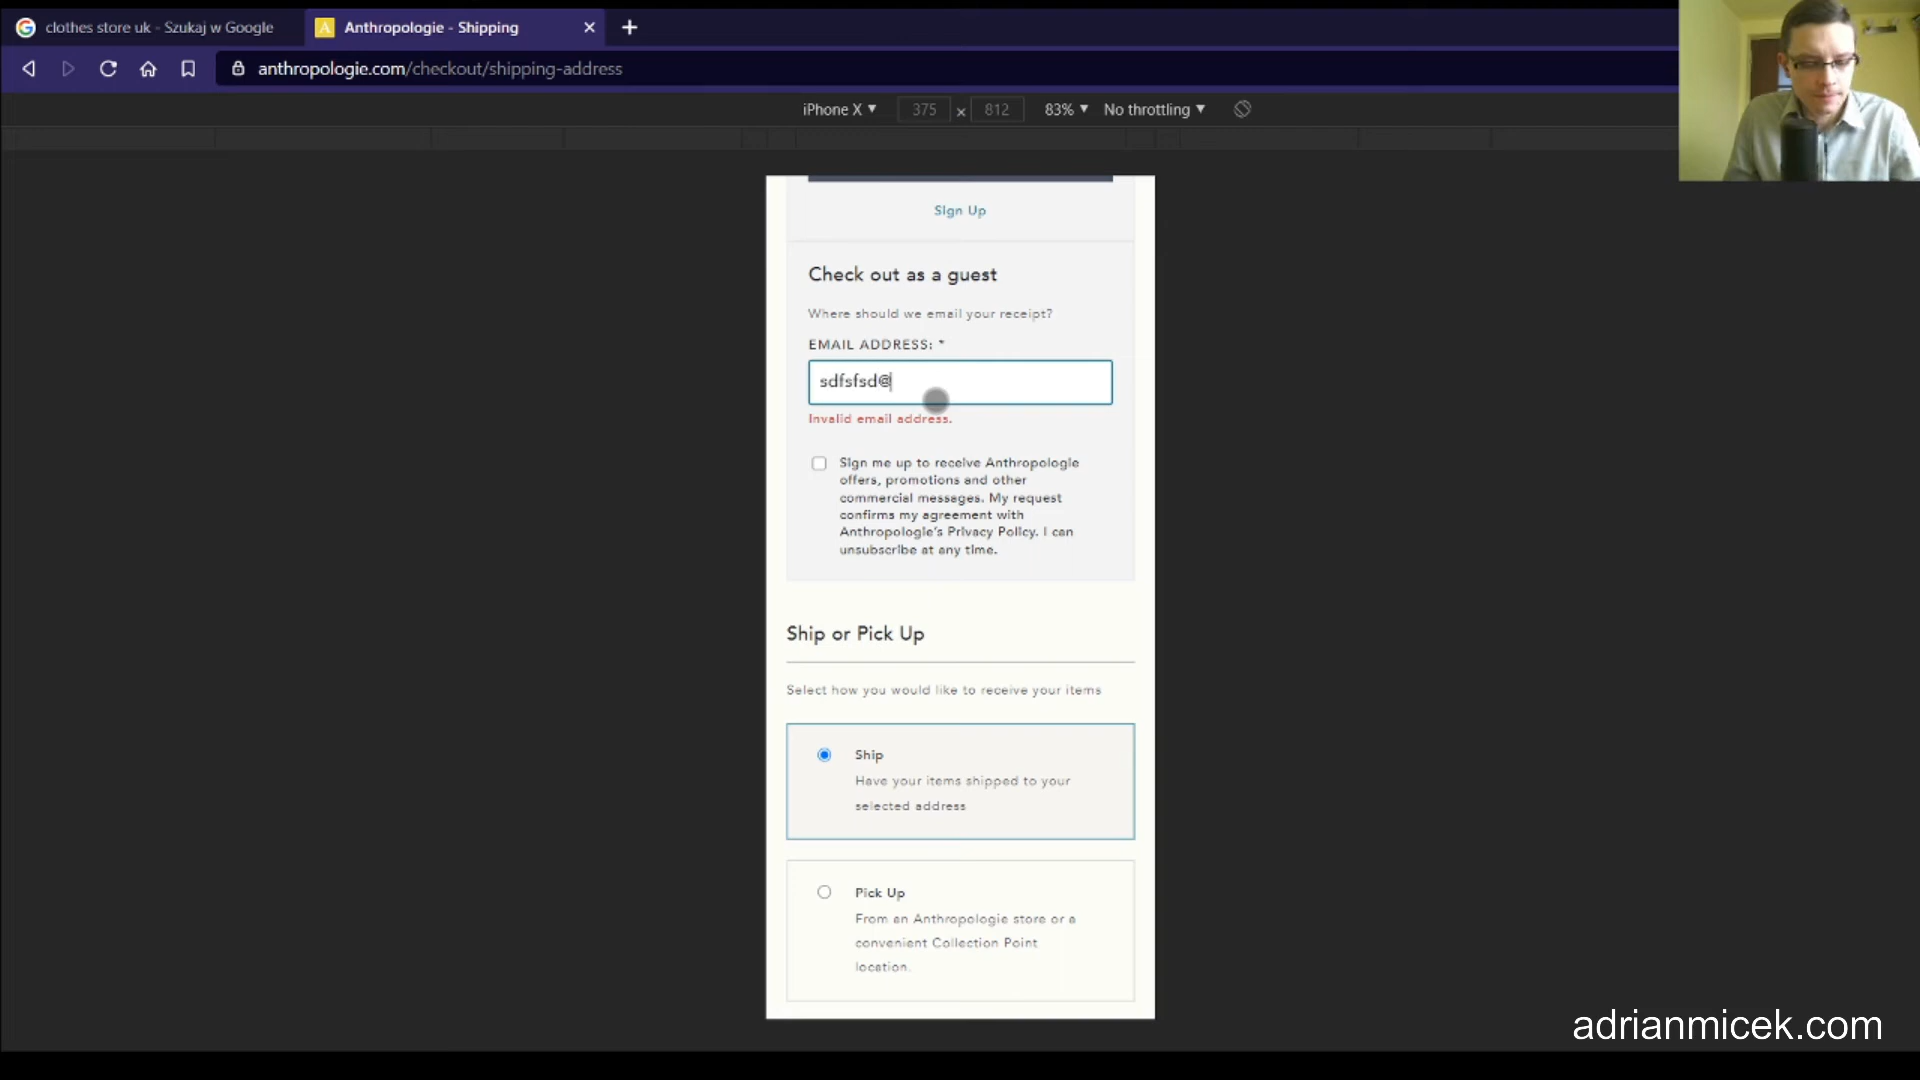 clothes store uk - Szukaj w Google
A
Anthropologie - Shipping
anthropologie.com/checkout/shipping-address
iPhone X
375 x 812
83%
No throttling
Sign Up
Check out as a guest
Where should we email your receipt?
EMAIL ADDRESS: *
sdfsfsd@
Invalid email address.
Sign me up to receive Anthropologie
offers, promotions and other
commercial messages. My request
confirms my agreement with
Anthropologie's Privacy Policy. I can
unsubscribe at any time.
Ship or Pick Up
Select how you would like to receive your items
Ship
Have your items shipped to your
selected address
Pick Up
From an Anthropologie store or a
convenient Collection Point
location.
adrianmicek.com